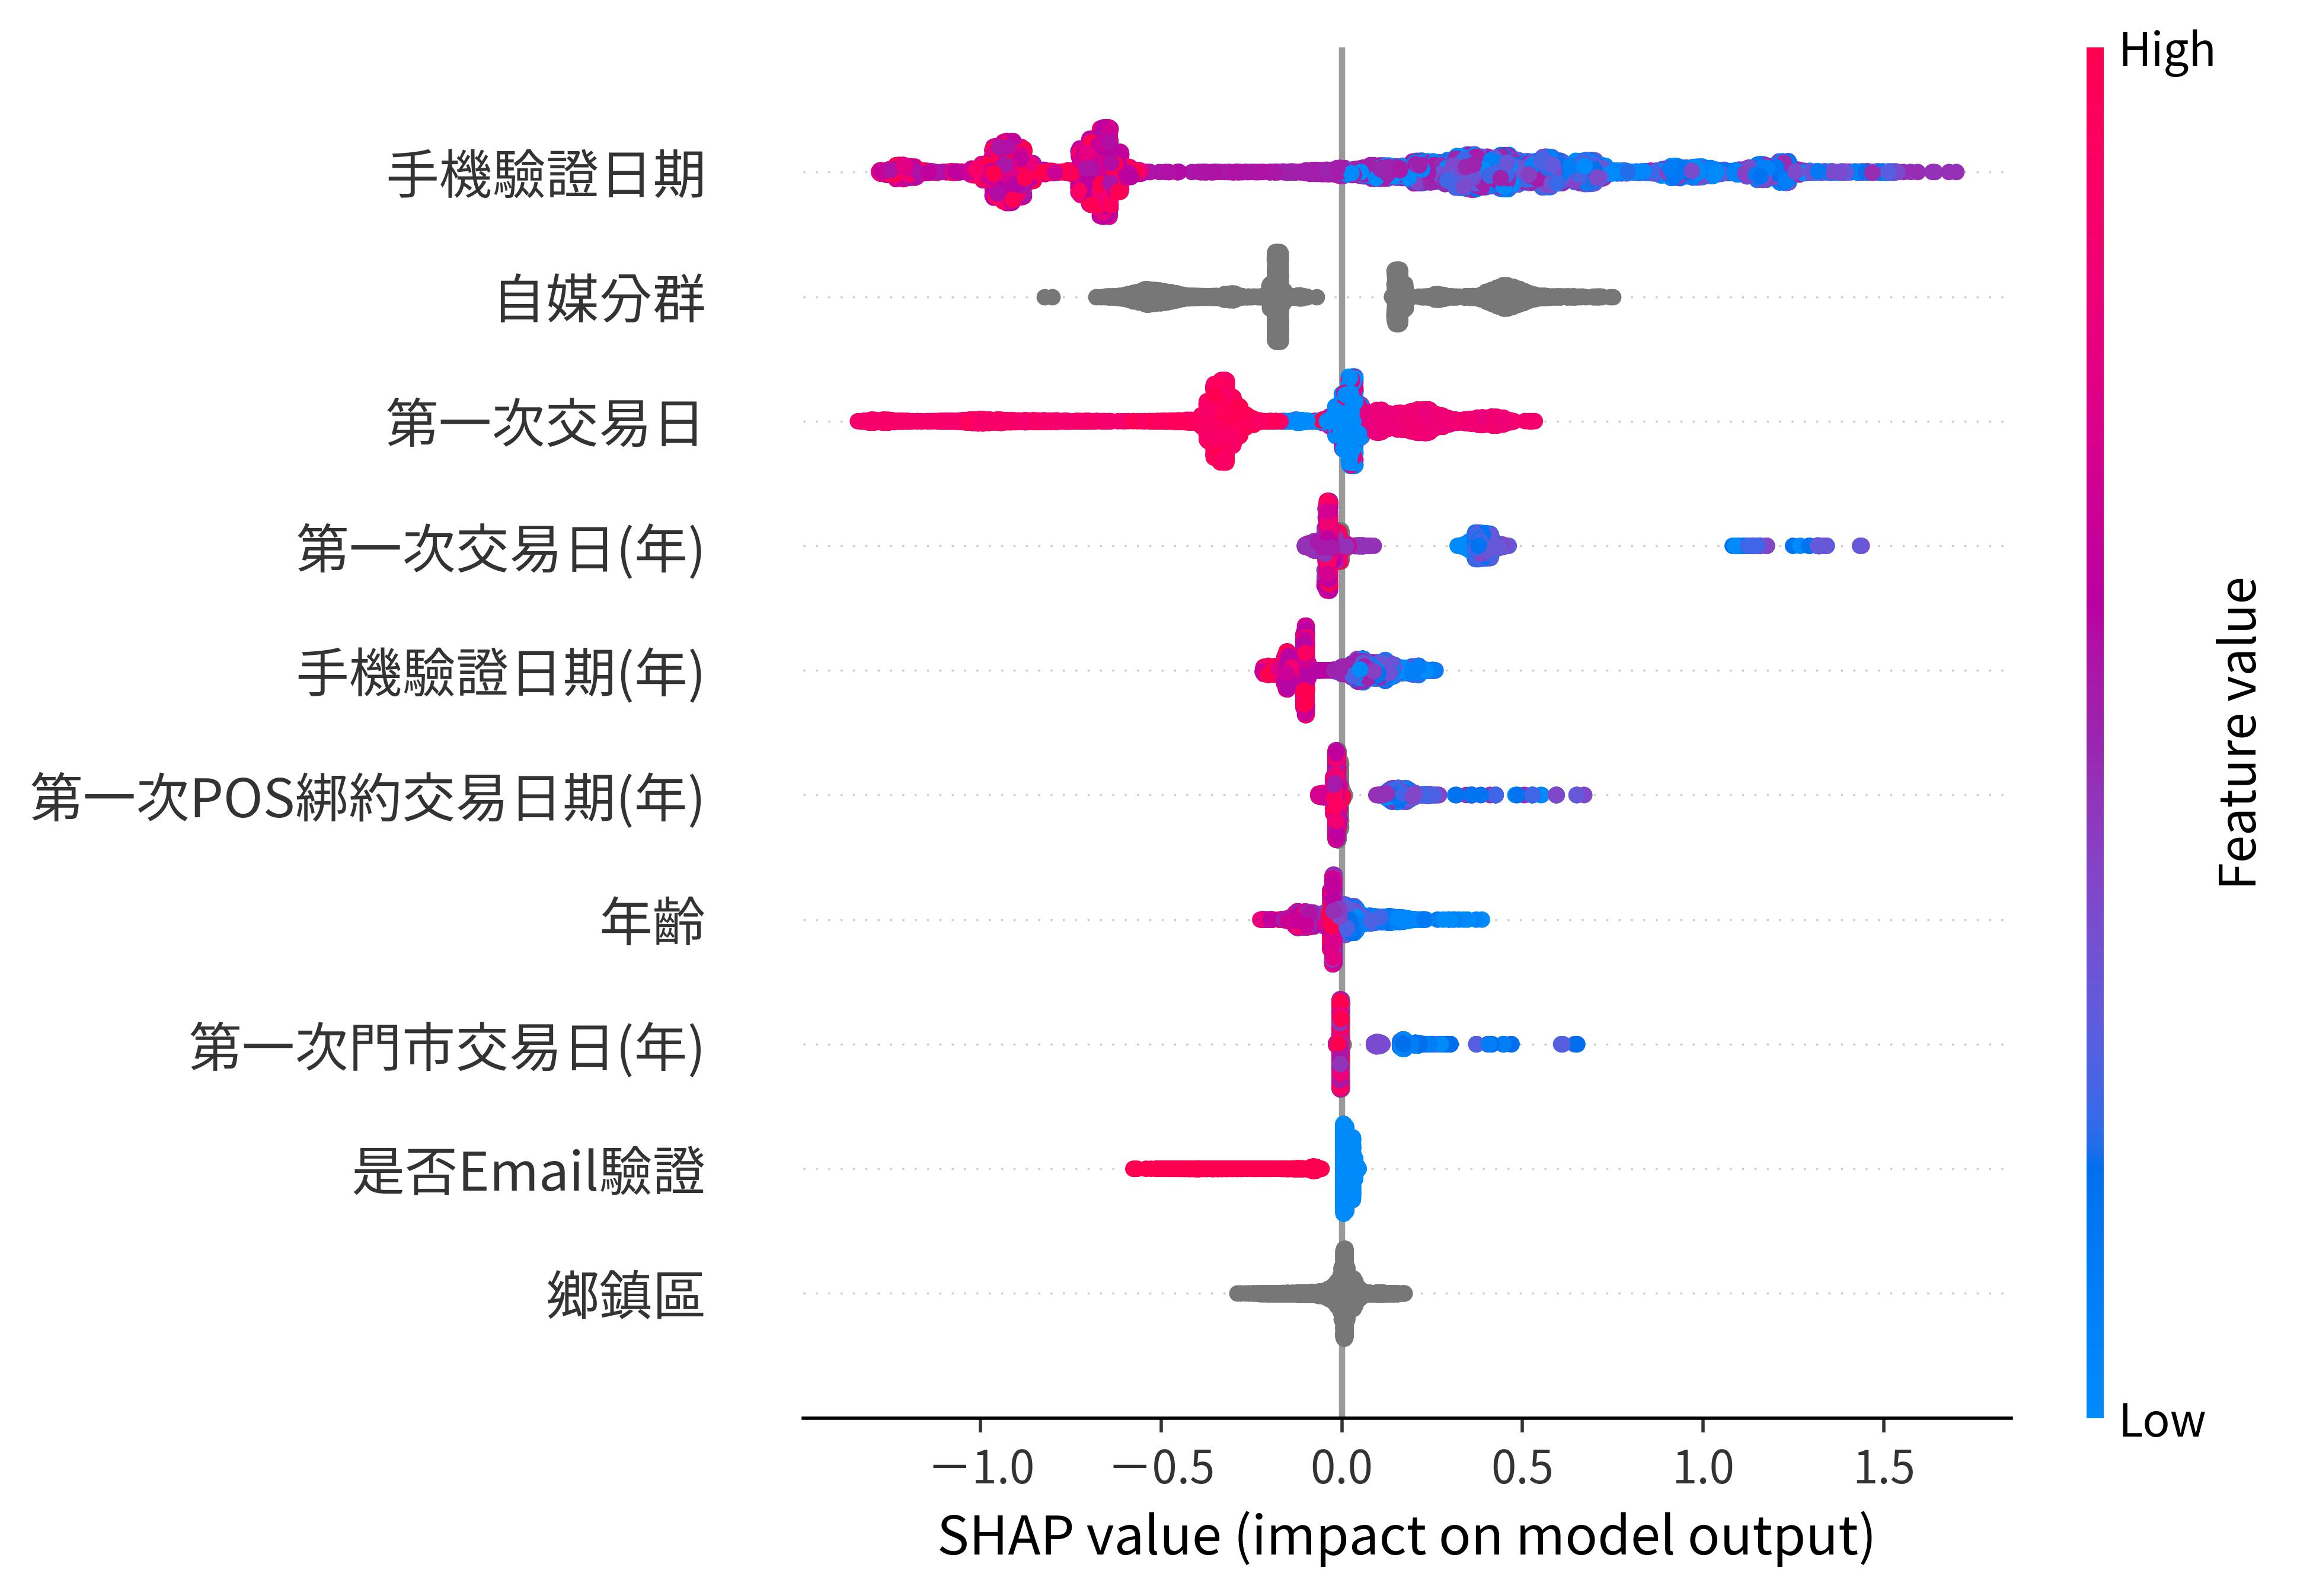 High
手機驗證日期
自媒分群
第一次交易日
第一次交易日(年)
手機驗證日期(年)
第一次POS綁約交易日期(年)
年齡
第一次門市交易日(年)
是否Email驗證
鄉鎮區
Feature value
Low
−1.0 −0.5 0.0 0.5 1.0 1.5
SHAP value (impact on model output)